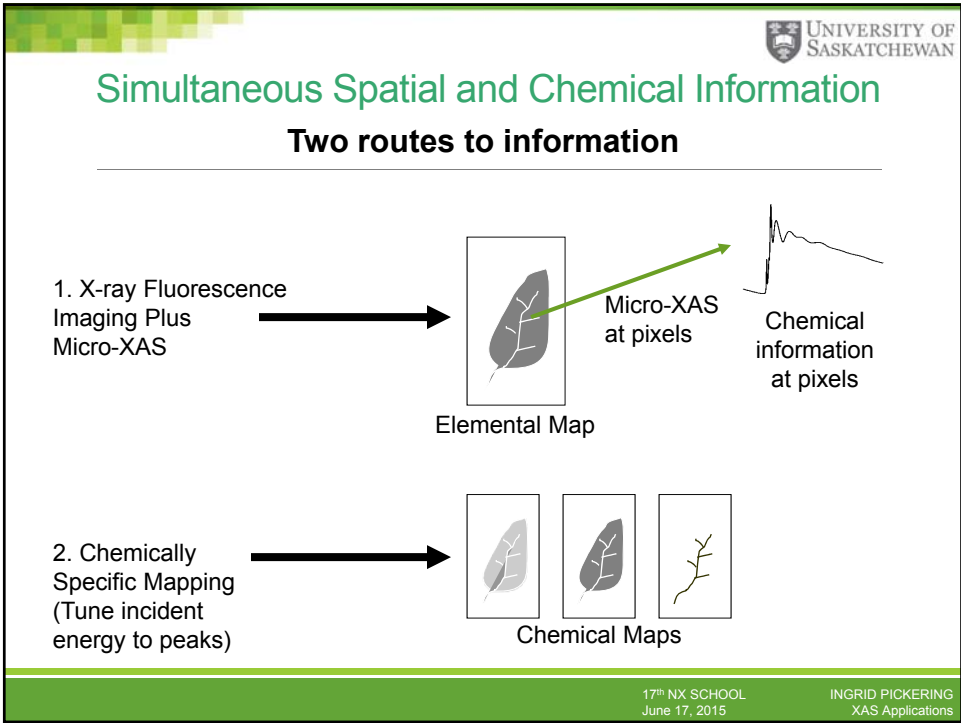 UNIVERSITY OF
SASKATCHEWAN
Simultaneous Spatial and Chemical Information
Two routes to information
1. X-ray Fluorescence
Imaging Plus
Micro-XAS
Elemental Map
Micro-XAS
at pixels
Chemical
information
at pixels
2. Chemically
Specific Mapping
(Tune incident
energy to peaks)
Chemical Maps
17th NX SCHOOL
June 17, 2015
INGRID PICKERING
XAS Applications